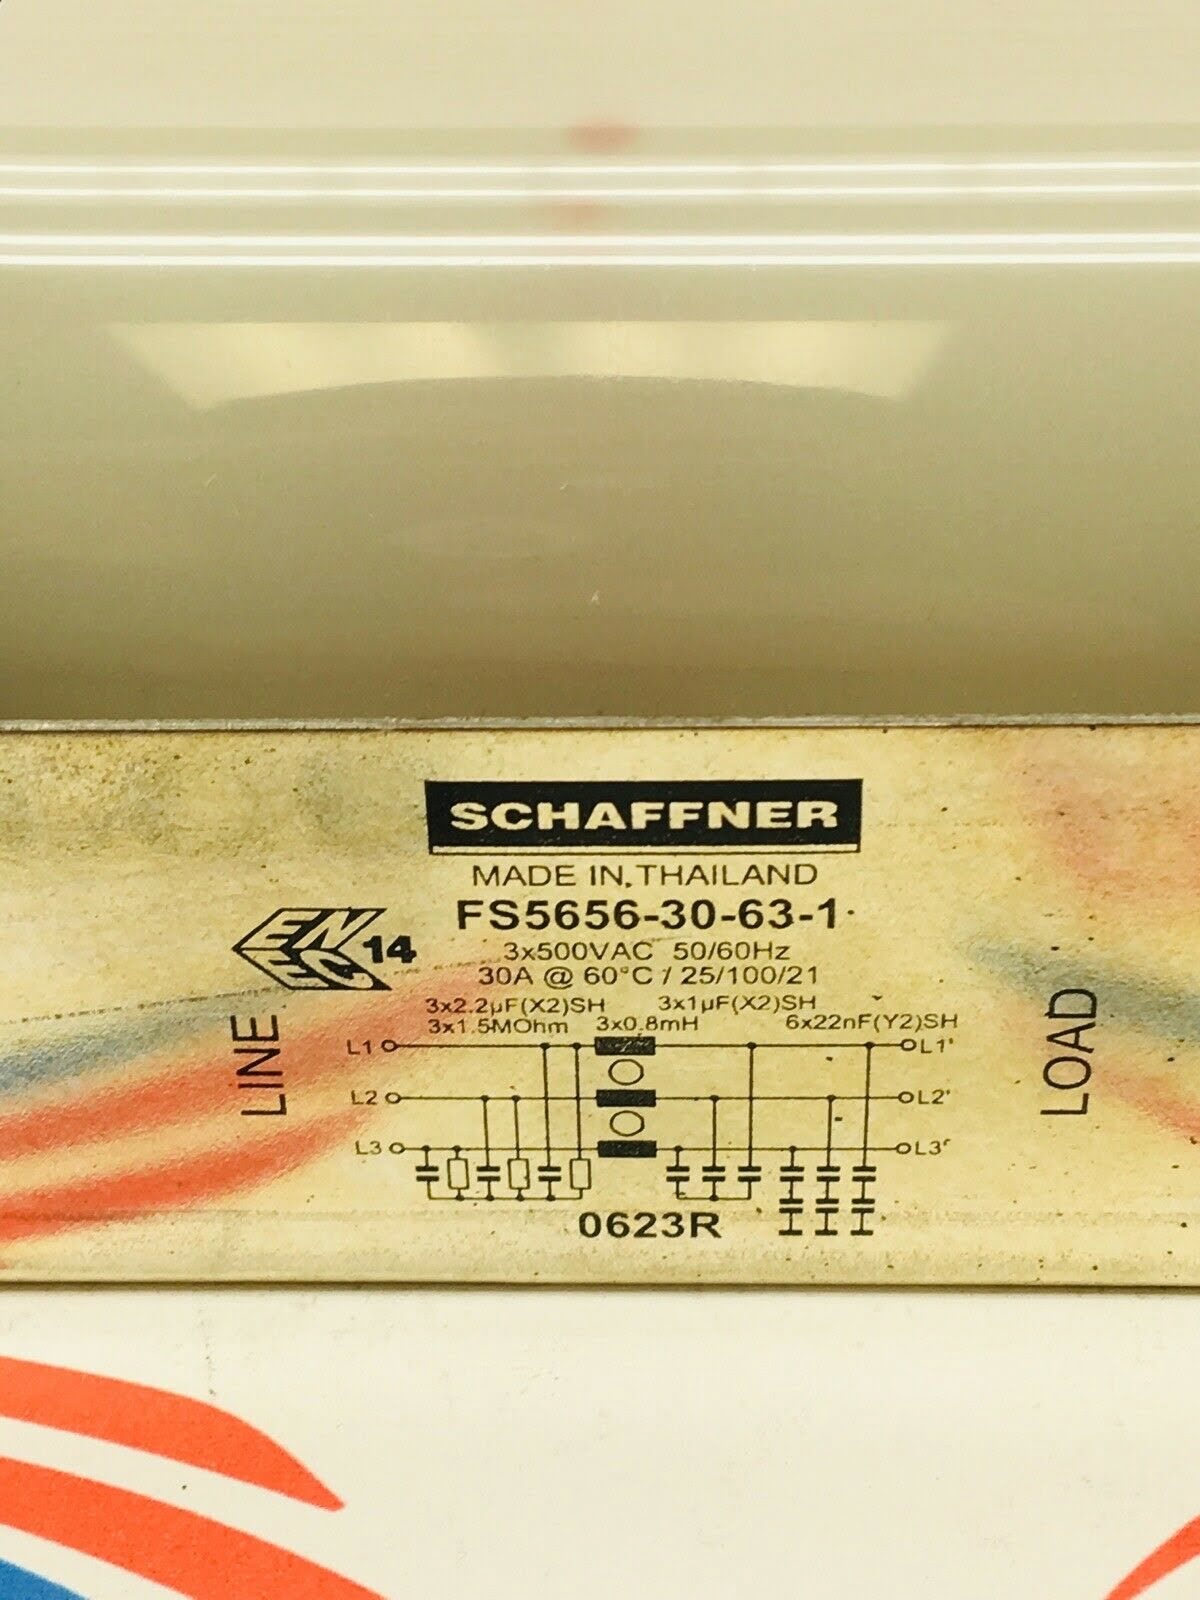 SCHAFFNER
MADE IN THAILAND
FS5656-30-63-1
EN EC 14
3x500VAC 50/60Hz
30A @ 60°C / 25/100/21
3x2.2µF(X2)SH 3x1µF(X2)SH
3x1.5MOhm 3x0.8mH 6x22nF(Y2)SH
LINE
L1 L1'
L2 L2'
L3 L3'
LOAD
0623R